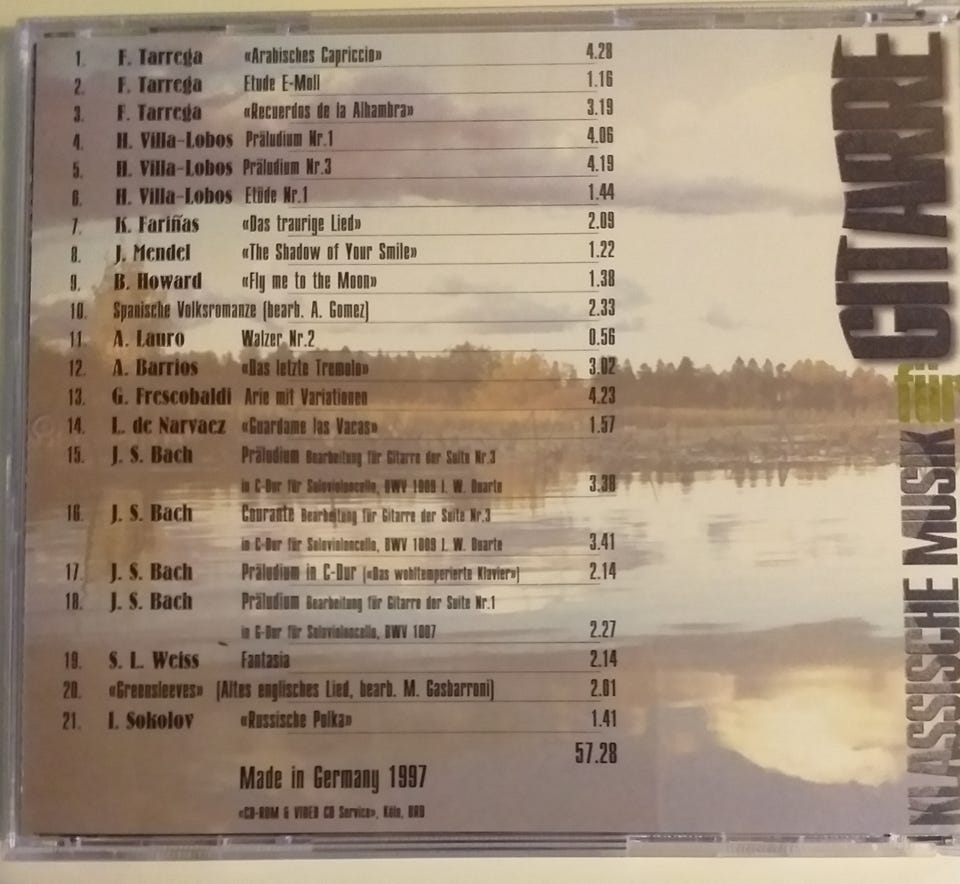 1. F. Tarrega «Arabisches Capriccio» 4.28
2. F. Tarrega Etude E-Moll 1.16
3. F. Tarrega «Recuerdos de la Alhambra» 3.19
4. H. Villa-Lobos Präludium Nr.1 4.06
5. H. Villa-Lobos Präludium Nr.3 4.19
6. H. Villa-Lobos Etüde Nr.1 1.44
7. K. Fariñas «Das traurige Lied» 2.09
8. J. Mendel «The Shadow of Your Smile» 1.22
9. B. Howard «Fly me to the Moon» 1.38
10. Spanische Volksromanze (bearb. A. Gomez) 2.33
11. A. Lauro Walzer Nr.2 0.56
12. A. Barrios «Das letzte Tremolo» 3.02
13. G. Frescobaldi Arie mit Variationen 4.23
14. L. de Narvaez «Guardame las Vacas» 1.57
15. J. S. Bach Präludium Bearbeitung für Gitarre der Suite Nr.3
in C-Dur für Solovioloncello, BWV 1009 J. W. Duarte 3.38
16. J. S. Bach Courante Bearbeitung für Gitarre der Suite Nr.3
in C-Dur für Solovioloncello, BWV 1009 J. W. Duarte 3.41
17. J. S. Bach Präludium in C-Dur («Das wohltemperierte Klavier») 2.14
18. J. S. Bach Präludium Bearbeitung für Gitarre der Suite Nr.1
in G-Dur für Solovioloncello, BWV 1007 2.27
19. S. L. Weiss Fantasia 2.14
20. «Greensleeves» (Altes englisches Lied, bearb. M. Gasbarroni) 2.01
21. I. Sokolov «Russische Polka» 1.41
57.28
Made in Germany 1997
«CD-ROM & VIDEO CD Service», Köln, BRD
KLASSISCHE MUSIK für GITARRE